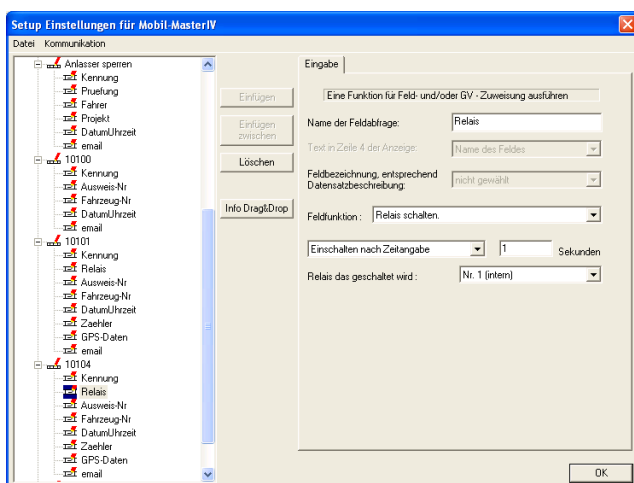 Setup Einstellungen für Mobil-MasterIV
Datei Kommunikation
Anlasser sperren
Kennung
Pruefung
Fahrer
Projekt
DatumUhrzeit
email
10100
Kennung
Ausweis-Nr
Fahrzeug-Nr
DatumUhrzeit
email
10101
Kennung
Relais
Ausweis-Nr
Fahrzeug-Nr
DatumUhrzeit
Zaehler
GPS-Daten
email
10104
Kennung
Relais
Ausweis-Nr
Fahrzeug-Nr
DatumUhrzeit
Zaehler
GPS-Daten
email
Einfügen
Einfügen
zwischen
Löschen
Info Drag&Drop
Eingabe
Eine Funktion für Feld- und/oder GV - Zuweisung ausführen
Name der Feldabfrage: Relais
Text in Zeile 4 der Anzeige: Name des Feldes
Feldbezeichnung, entsprechend
Datensatzbeschreibung: nicht gewählt
Feldfunktion : Relais schalten.
Einschalten nach Zeitangabe 1 Sekunden
Relais das geschaltet wird : Nr. 1 (intern)
OK